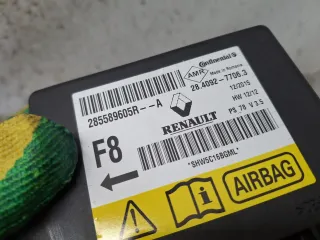 Continental
AMR
Made in Romania
28.4092-7706.3
285589605R--A
12/2015
HW 12/12
PS 78 V3.5
RENAULT
F8
*SHW5C15BGML*
AIRBAG